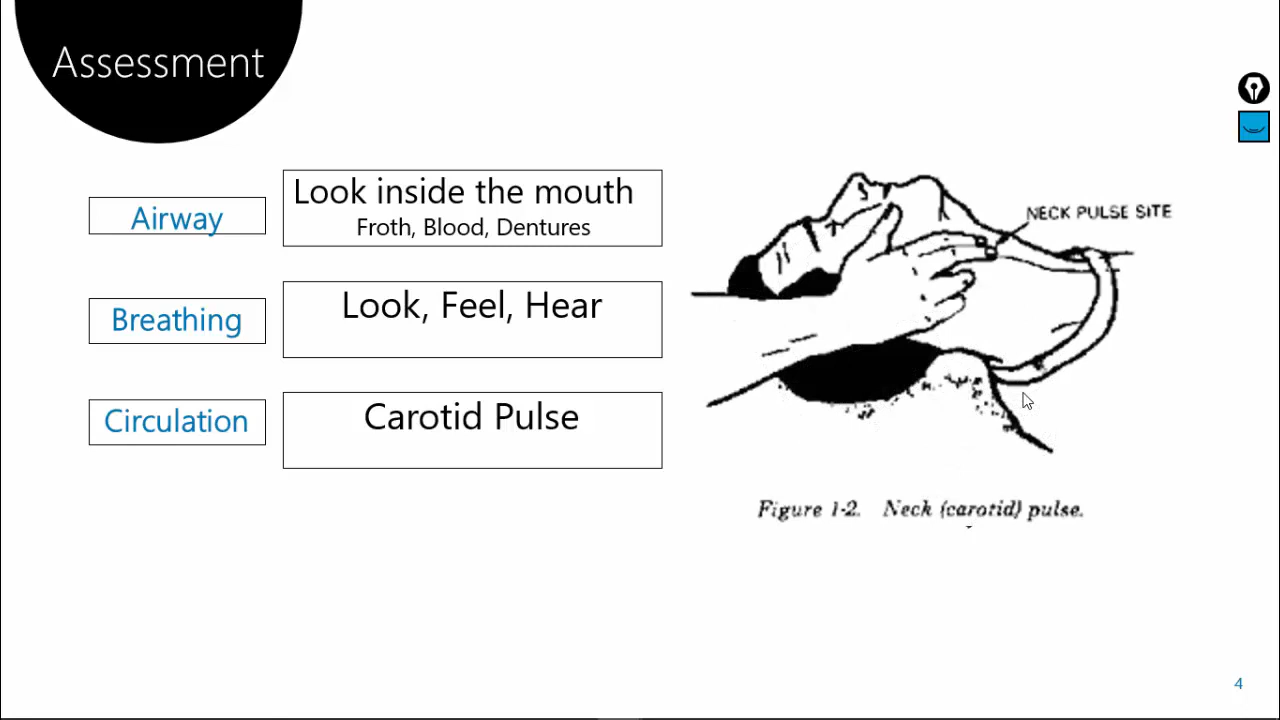 Assessment
Airway
Look inside the mouth
Froth, Blood, Dentures
Breathing
Look, Feel, Hear
Circulation
Carotid Pulse
NECK PULSE SITE
Figure 1-2. Neck (carotid) pulse.
4